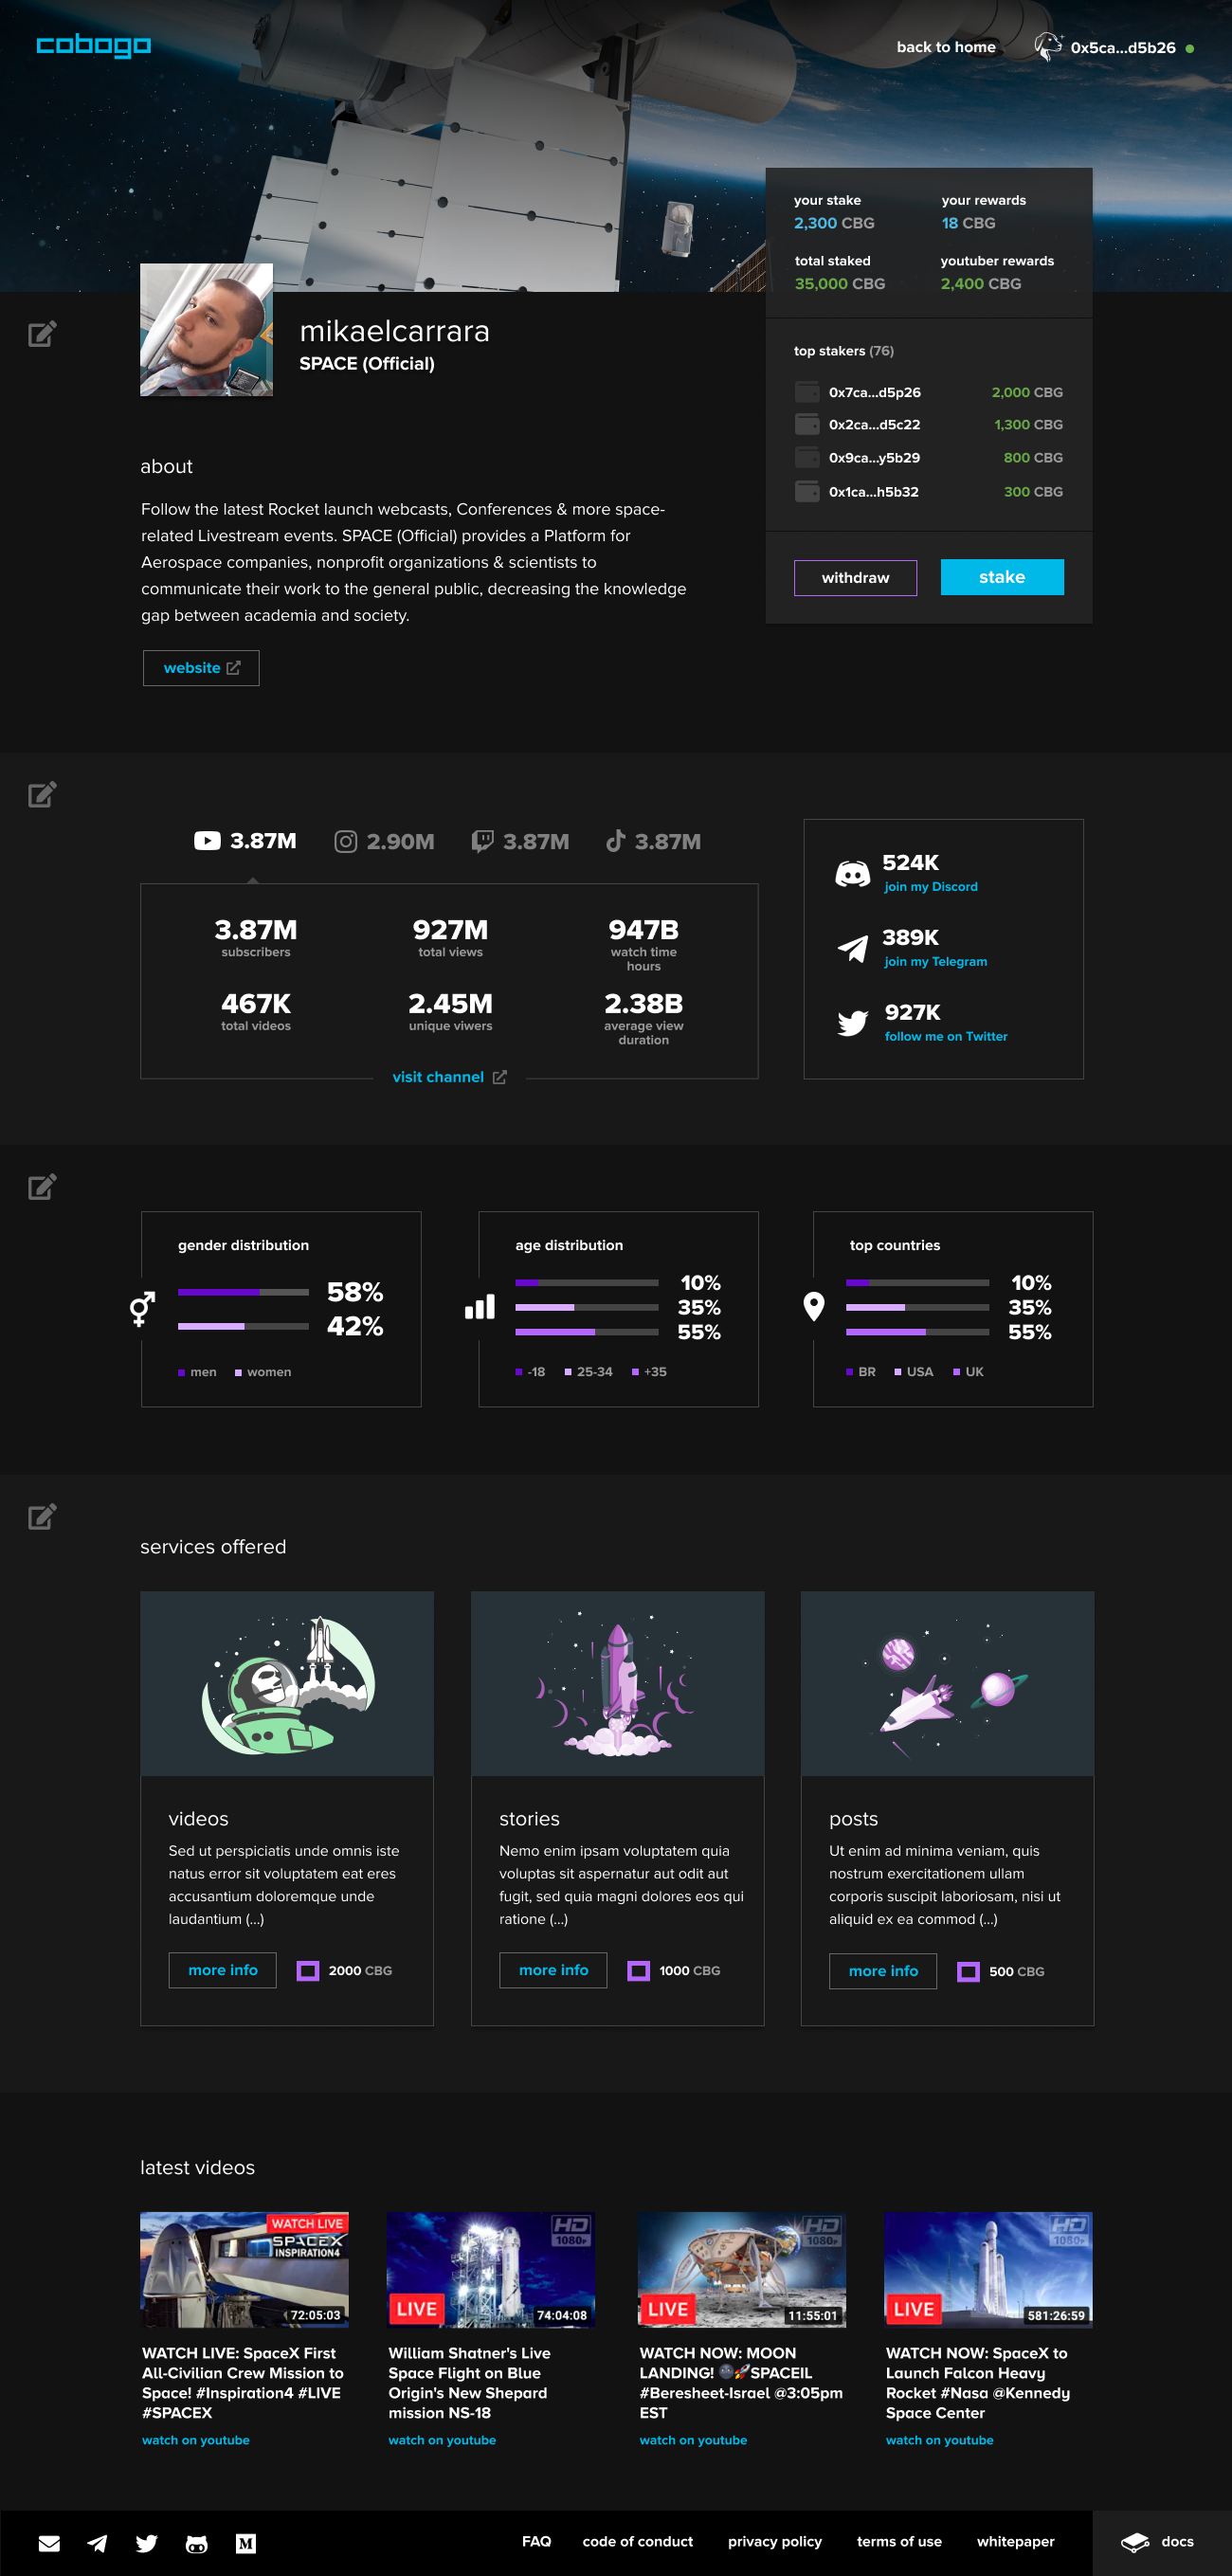 cobogo
back to home
0x5ca...d5b26
your stake
your rewards
2,300 CBG
18 CBG
total staked
youtuber rewards
35,000 CBG
2,400 CBG
mikaelcarrara
SPACE (Official)
top stakers (76)
0x7ca...d5p26
2,000 CBG
0x2ca...d5c22
1,300 CBG
0x9ca...y5b29
800 CBG
0x1ca...h5b32
300 CBG
withdraw
stake
about
Follow the latest Rocket launch webcasts, Conferences & more space-
related Livestream events. SPACE (Official) provides a Platform for
Aerospace companies, nonprofit organizations & scientists to
communicate their work to the general public, decreasing the knowledge
gap between academia and society.
website
3.87M
2.90M
3.87M
3.87M
3.87M
subscribers
927M
total views
947B
watch time
hours
467K
total videos
2.45M
unique viwers
2.38B
average view
duration
visit channel
524K
join my Discord
389K
join my Telegram
927K
follow me on Twitter
gender distribution
58%
42%
men
women
age distribution
10%
35%
55%
-18
25-34
+35
top countries
10%
35%
55%
BR
USA
UK
services offered
videos
Sed ut perspiciatis unde omnis iste
natus error sit voluptatem eat eres
accusantium doloremque unde
laudantium (...)
more info
2000 CBG
stories
Nemo enim ipsam voluptatem quia
voluptas sit aspernatur aut odit aut
fugit, sed quia magni dolores eos qui
ratione (...)
more info
1000 CBG
posts
Ut enim ad minima veniam, quis
nostrum exercitationem ullam
corporis suscipit laboriosam, nisi ut
aliquid ex ea commod (...)
more info
500 CBG
latest videos
WATCH LIVE
SPACEX
INSPIRATION4
72:05:03
WATCH LIVE: SpaceX First
All-Civilian Crew Mission to
Space! #Inspiration4 #LIVE
#SPACEX
watch on youtube
HD
1080P
LIVE
74:04:08
William Shatner's Live
Space Flight on Blue
Origin's New Shepard
mission NS-18
watch on youtube
HD
1080P
LIVE
11:55:01
WATCH NOW: MOON
LANDING! 🌚🚀SPACEIL
#Beresheet-Israel @3:05pm
EST
watch on youtube
HD
1080P
LIVE
581:26:59
WATCH NOW: SpaceX to
Launch Falcon Heavy
Rocket #Nasa @Kennedy
Space Center
watch on youtube
M
FAQ
code of conduct
privacy policy
terms of use
whitepaper
docs